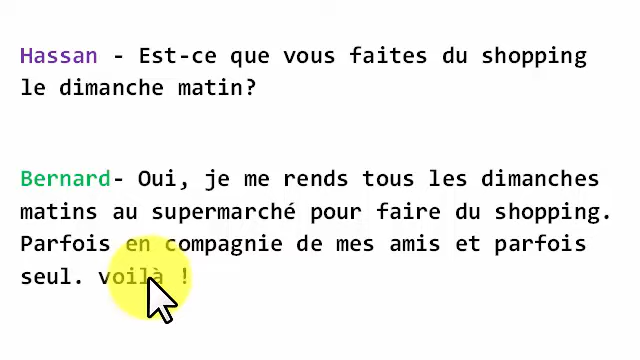 Hassan - Est-ce que vous faites du shopping
le dimanche matin?
Bernard- Oui, je me rends tous les dimanches
matins au supermarché pour faire du shopping.
Parfois en compagnie de mes amis et parfois
seul. voilà !